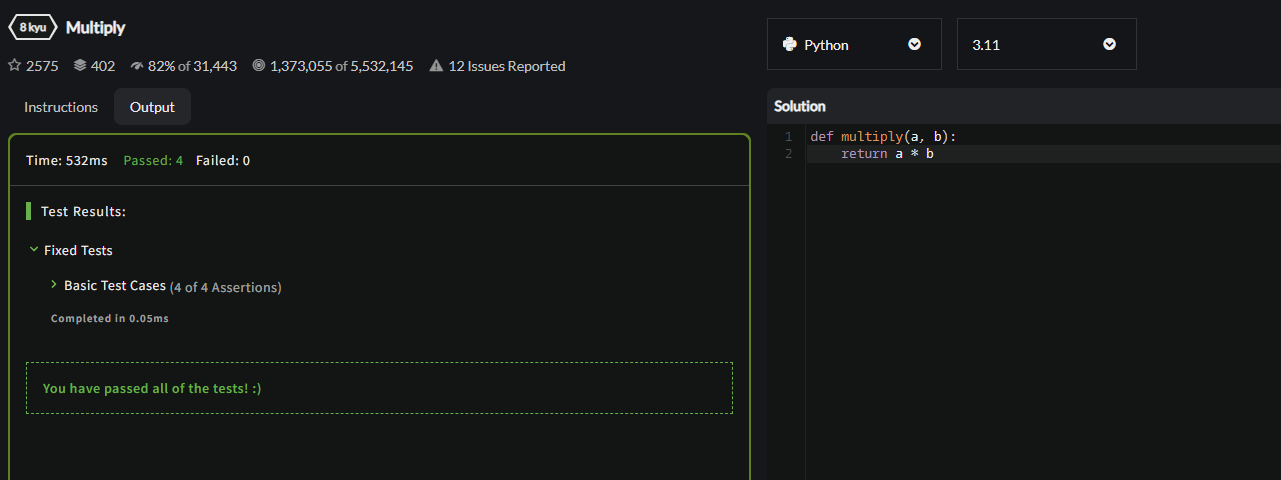 8 kyu Multiply
2575 402 82% of 31,443 1,373,055 of 5,532,145 12 Issues Reported
Instructions Output
Time: 532ms Passed: 4 Failed: 0
Test Results:
Fixed Tests
Basic Test Cases (4 of 4 Assertions)
Completed in 0.05ms
You have passed all of the tests! :)
Python 3.11
Solution
1 def multiply(a, b):
2     return a * b